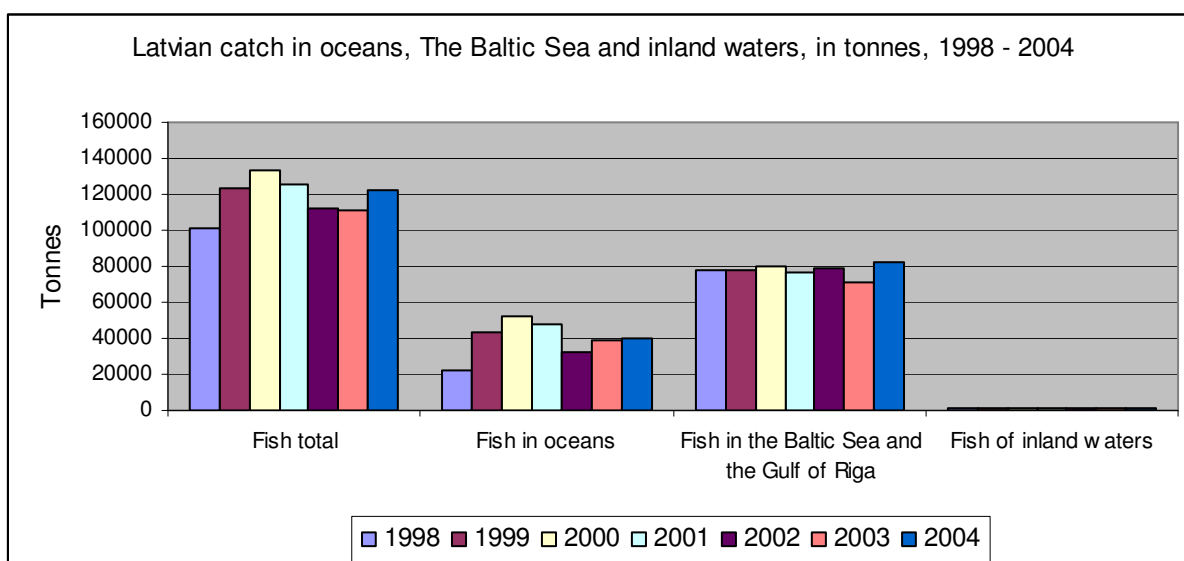 Latvian catch in oceans, The Baltic Sea and inland waters, in tonnes, 1998 - 2004
Tonnes
160000
140000
120000
100000
80000
60000
40000
20000
0
Fish total
Fish in oceans
Fish in the Baltic Sea and
the Gulf of Riga
Fish of inland waters
1998 1999 2000 2001 2002 2003 2004